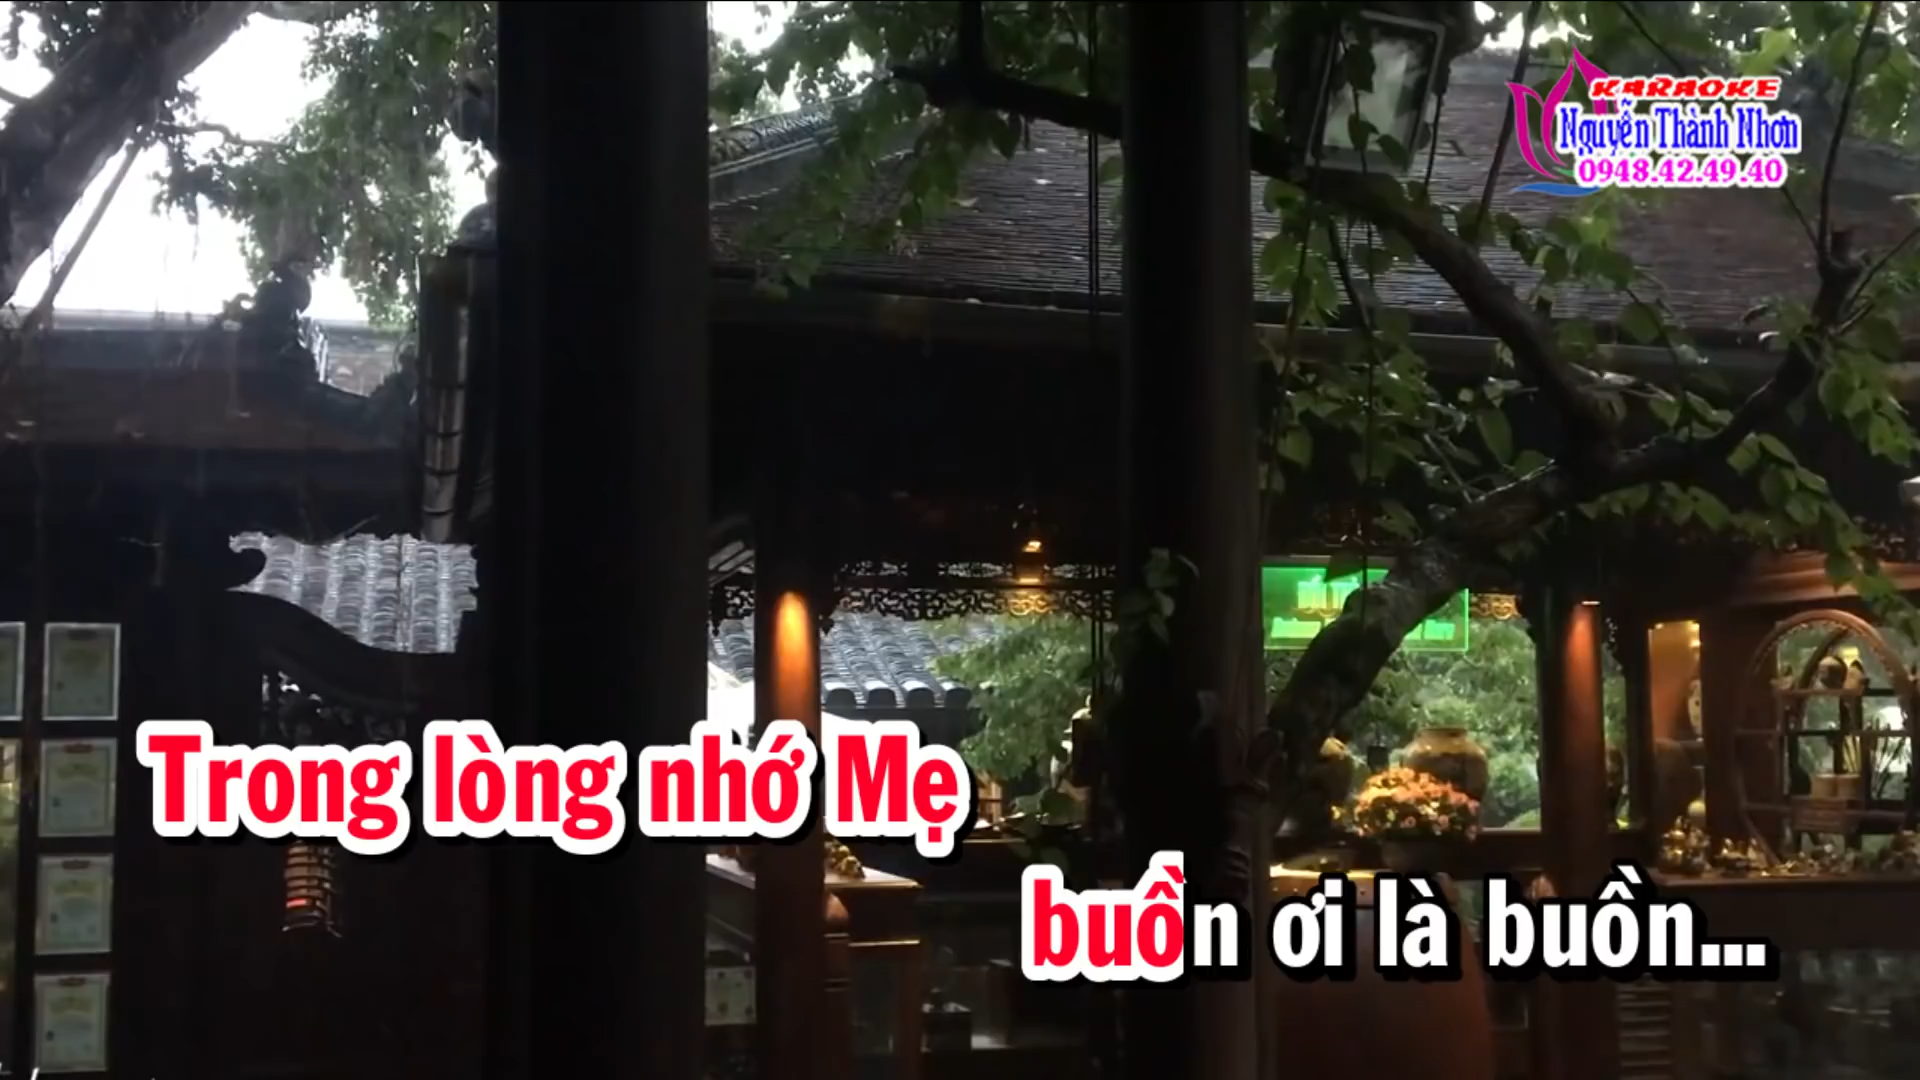 KARAOKE
Nguyễn Thành Nhơn
0948.42.49.40
Trong lòng nhớ Mẹ
buồn ơi là buồn...